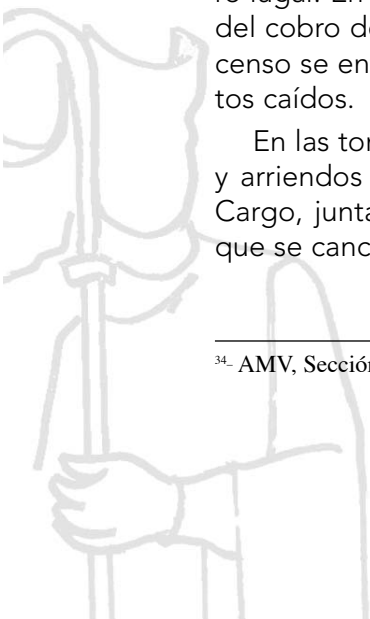 ro lugar. En
del cobro de
censo se en
tos caídos.
En las tor
y arriendos
Cargo, junta
que se canc
34- AMV, Sección